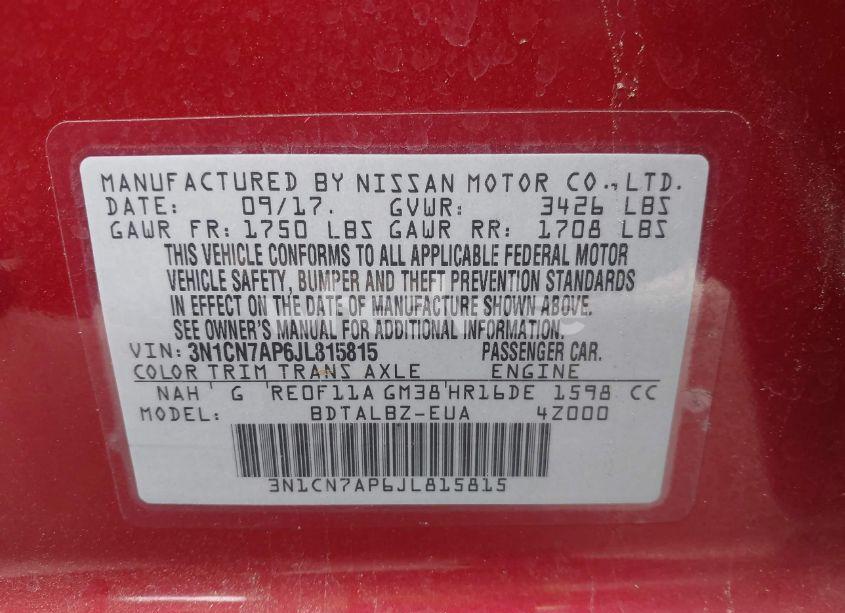 MANUFACTURED BY NISSAN MOTOR CO.,LTD.
DATE: 09/17. GVWR: 3426 LBS
GAWR FR: 1750 LBS GAWR RR: 1708 LBS
THIS VEHICLE CONFORMS TO ALL APPLICABLE FEDERAL MOTOR
VEHICLE SAFETY, BUMPER AND THEFT PREVENTION STANDARDS
IN EFFECT ON THE DATE OF MANUFACTURE SHOWN ABOVE.
SEE OWNER'S MANUAL FOR ADDITIONAL INFORMATION
VIN: 3N1CN7AP6JL815815 PASSENGER CAR.
COLOR TRIM TRANS AXLE ENGINE
NAH G RE0F11A GM38 HR16DE 1598 CC
MODEL: BDTALBZ-EUA 4Z000
3N1CN7AP6JL815815